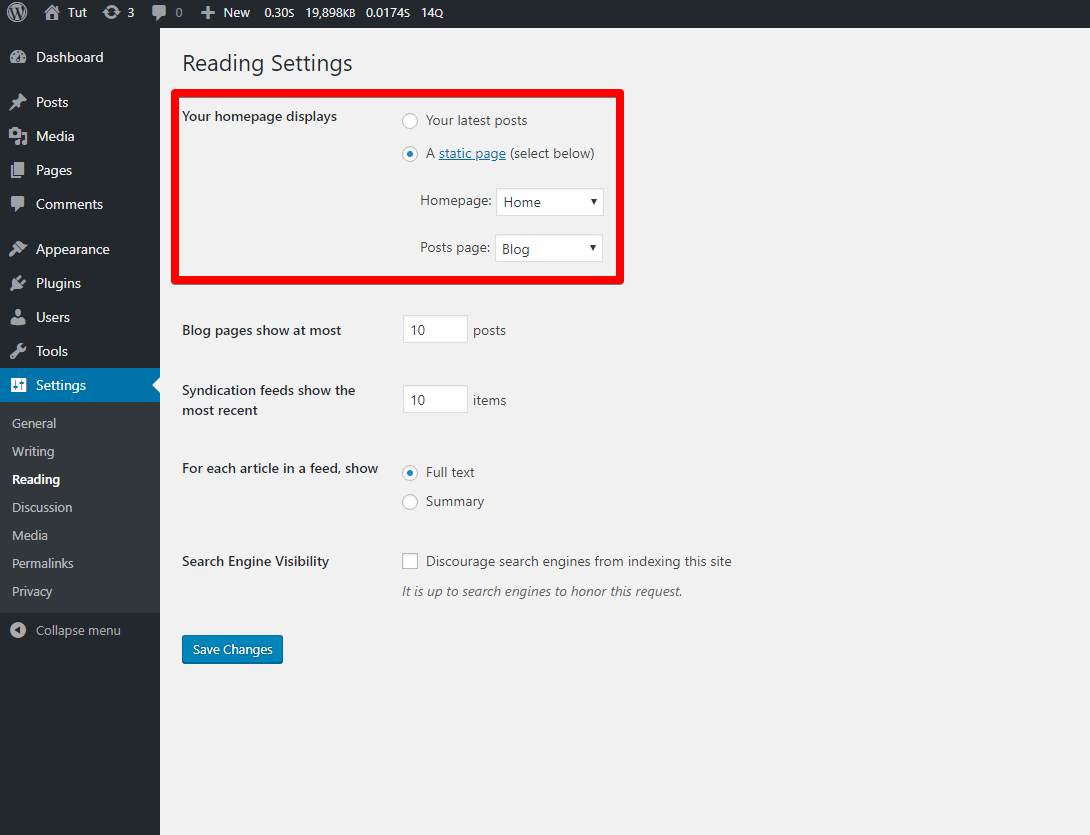 Tut 3 0 New 0.30S 19,898KB 0.0174S 14Q
Dashboard
Posts
Media
Pages
Comments
Appearance
Plugins
Users
Tools
Settings
General
Writing
Reading
Discussion
Media
Permalinks
Privacy
Collapse menu
Reading Settings
Your homepage displays
Your latest posts
A static page (select below)
Homepage: Home
Posts page: Blog
Blog pages show at most
10 posts
Syndication feeds show the
most recent
10 items
For each article in a feed, show
Full text
Summary
Search Engine Visibility
Discourage search engines from indexing this site
It is up to search engines to honor this request.
Save Changes